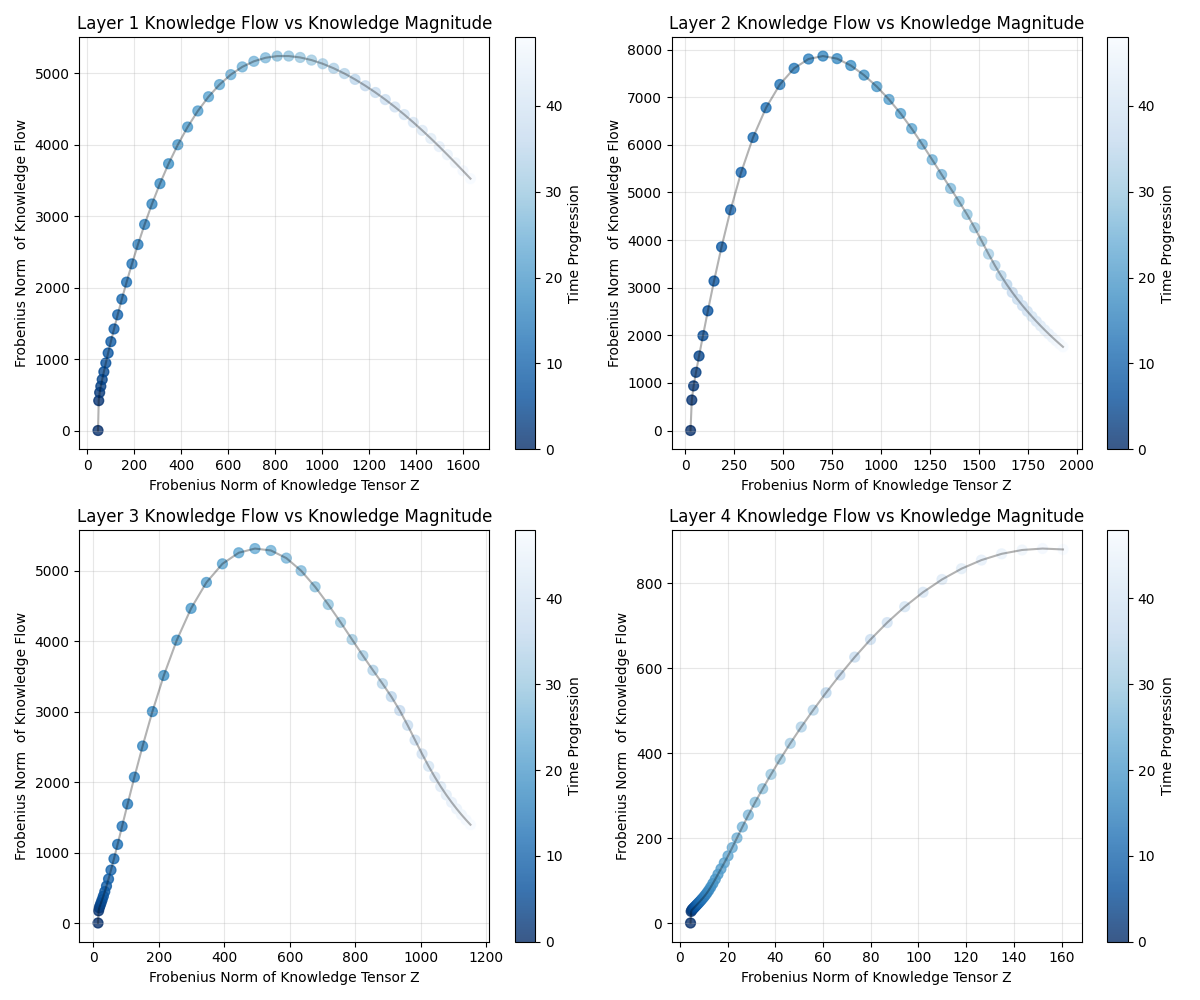 Layer 1 Knowledge Flow vs Knowledge Magnitude
Frobenius Norm  of Knowledge Flow
5000
4000
3000
2000
1000
0
0 200 400 600 800 1000 1200 1400 1600
Frobenius Norm of Knowledge Tensor Z
40
30
20
10
0
Time Progression
Layer 2 Knowledge Flow vs Knowledge Magnitude
Frobenius Norm  of Knowledge Flow
8000
7000
6000
5000
4000
3000
2000
1000
0
0 250 500 750 1000 1250 1500 1750 2000
Frobenius Norm of Knowledge Tensor Z
40
30
20
10
0
Time Progression
Layer 3 Knowledge Flow vs Knowledge Magnitude
Frobenius Norm  of Knowledge Flow
5000
4000
3000
2000
1000
0
0 200 400 600 800 1000 1200
Frobenius Norm of Knowledge Tensor Z
40
30
20
10
0
Time Progression
Layer 4 Knowledge Flow vs Knowledge Magnitude
Frobenius Norm  of Knowledge Flow
800
600
400
200
0
0 20 40 60 80 100 120 140 160
Frobenius Norm of Knowledge Tensor Z
40
30
20
10
0
Time Progression